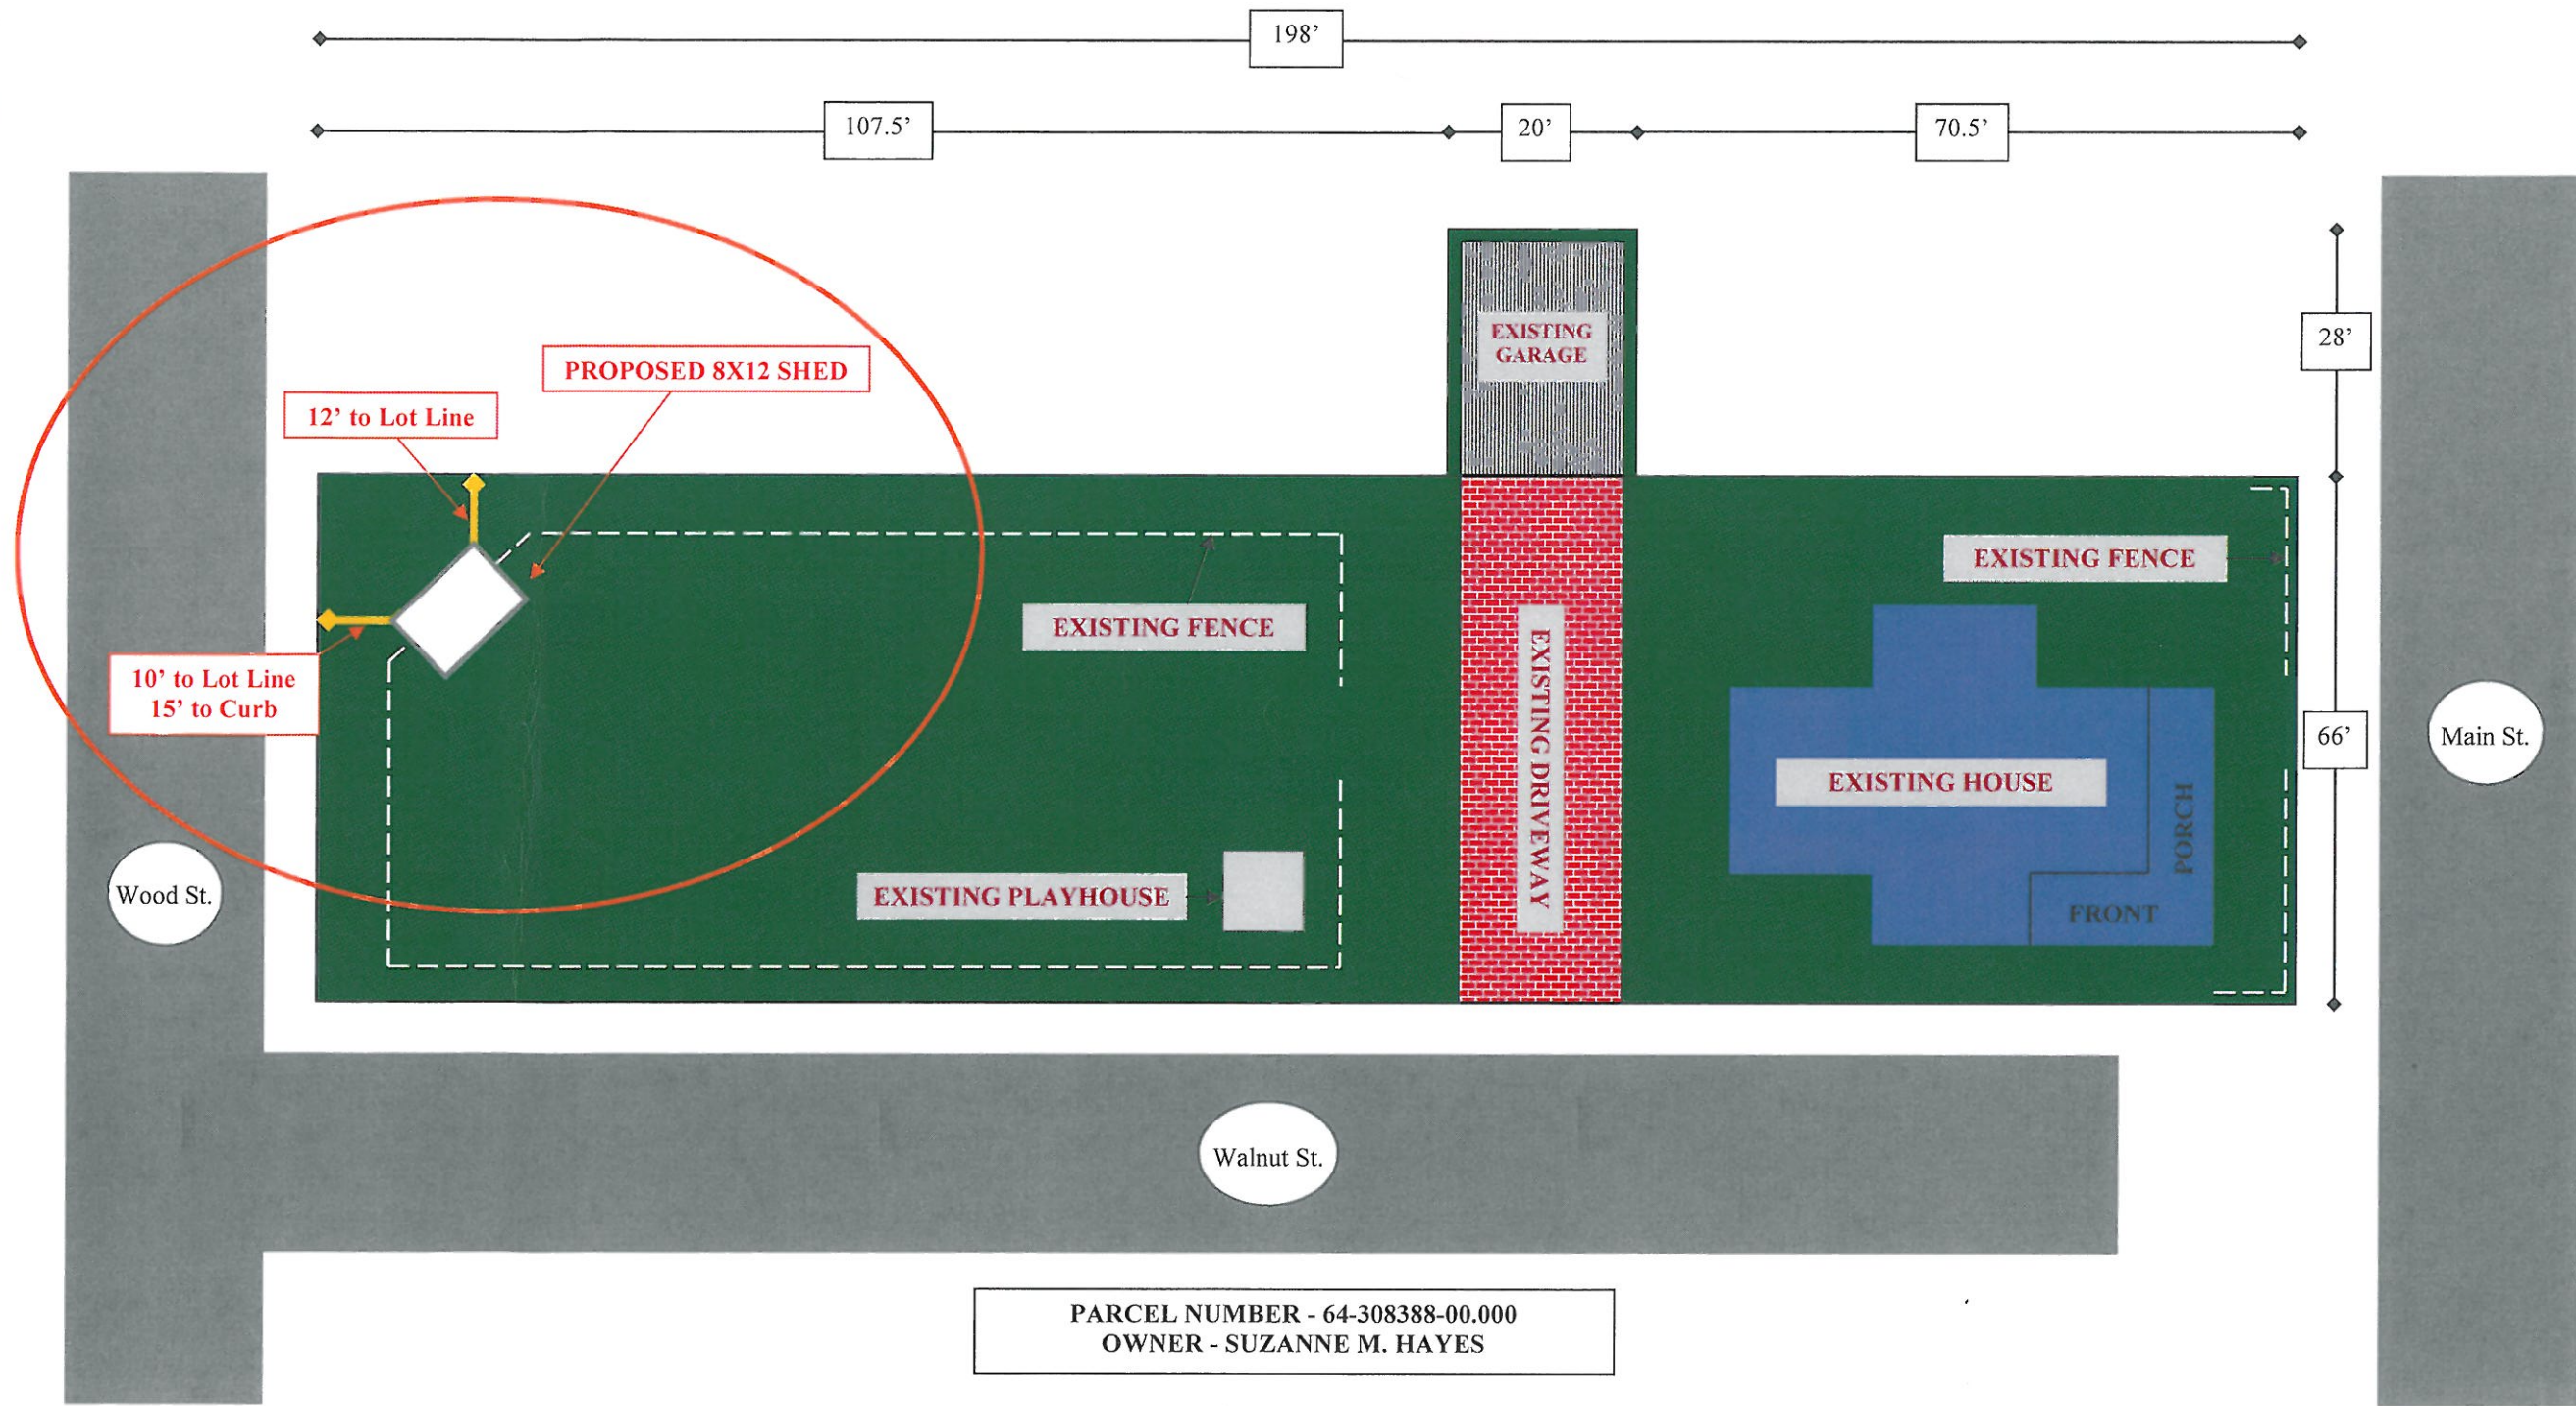 198’
107.5’
20’
70.5’
EXISTING
GARAGE
28’
PROPOSED 8X12 SHED
12’ to Lot Line
EXISTING FENCE
EXISTING FENCE
10’ to Lot Line
15’ to Curb
EXISTING DRIVEWAY
66’
Main St.
EXISTING HOUSE
PORCH
FRONT
EXISTING PLAYHOUSE
Wood St.
Walnut St.
PARCEL NUMBER - 64-308388-00.000
OWNER - SUZANNE M. HAYES